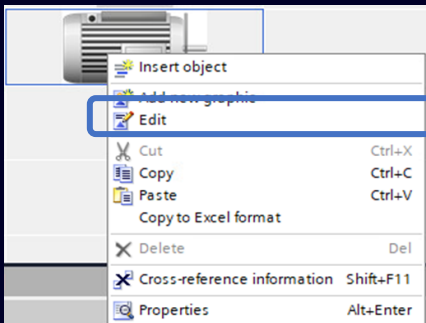 Insert object
Add new graphic
Edit
Cut Ctrl+X
Copy Ctrl+C
Paste Ctrl+V
Copy to Excel format
Delete Del
Cross-reference information Shift+F11
Properties Alt+Enter